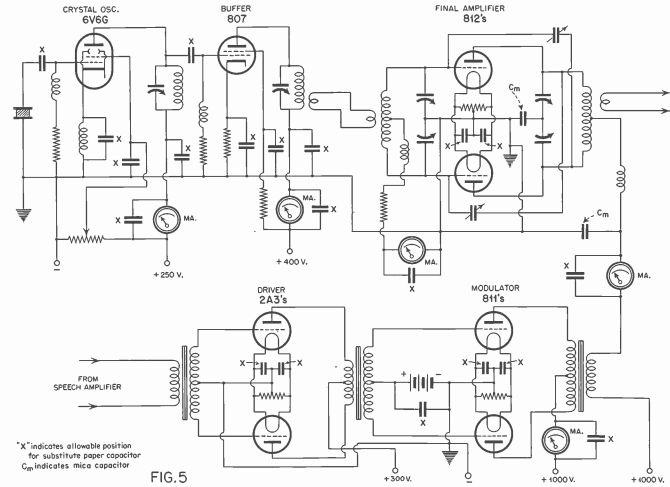 CRYSTAL OSC.
6V6G
BUFFER
807
FINAL AMPLIFIER
812's
X
X
Cm
X
X
X
X
X
X
X
X
X
MA.
X
MA.
X
Cm
+250 V.
+400 V.
MA.
X
X
MA.
DRIVER
2A3's
MODULATOR
811's
X
X
X
X
+
-
X
FROM
SPEECH AMPLIFIER
MA.
X
"X" indicates allowable position
for substitute paper capacitor
Cm indicates mica capacitor
FIG.5
+300 V.
+1000 V.
+1000 V.